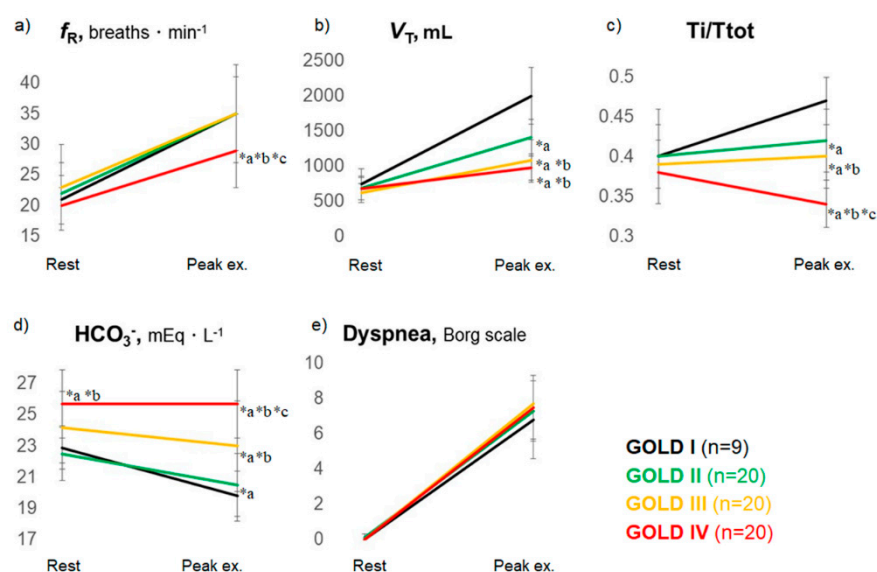 a) fR, breaths · min-1
40
35
30
25
20
15
*a*b*c
Rest Peak ex.
b) VT, mL
2500
2000
1500
1000
500
0
*a
*a *b
*a *b
Rest Peak ex.
c) Ti/Ttot
0.5
0.45
0.4
0.35
0.3
*a
*a*b
*a*b*c
Rest Peak ex.
d) HCO3-, mEq · L-1
27
25
23
21
19
17
*a *b
*a*b*c
*a*b
*a
Rest Peak ex.
e) Dyspnea, Borg scale
10
8
6
4
2
0
Rest Peak ex.
GOLD I (n=9)
GOLD II (n=20)
GOLD III (n=20)
GOLD IV (n=20)